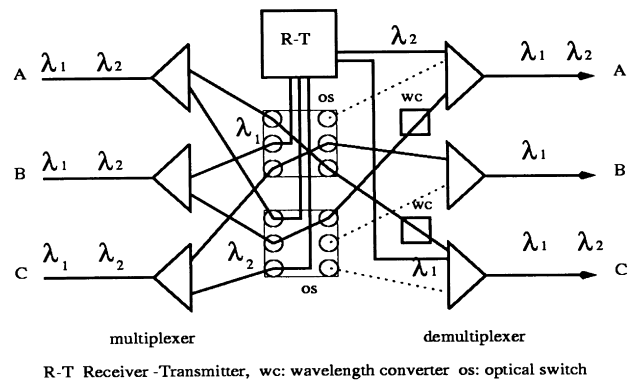 R-T
λ2
λ1 λ2
A
λ1 λ2
A
os
wc
λ1
B
λ1 λ2
λ1
B
wc
C
λ1 λ2
λ2
λ1
λ1 λ2
C
os
multiplexer
demultiplexer
R-T Receiver -Transmitter, wc: wavelength converter os: optical switch